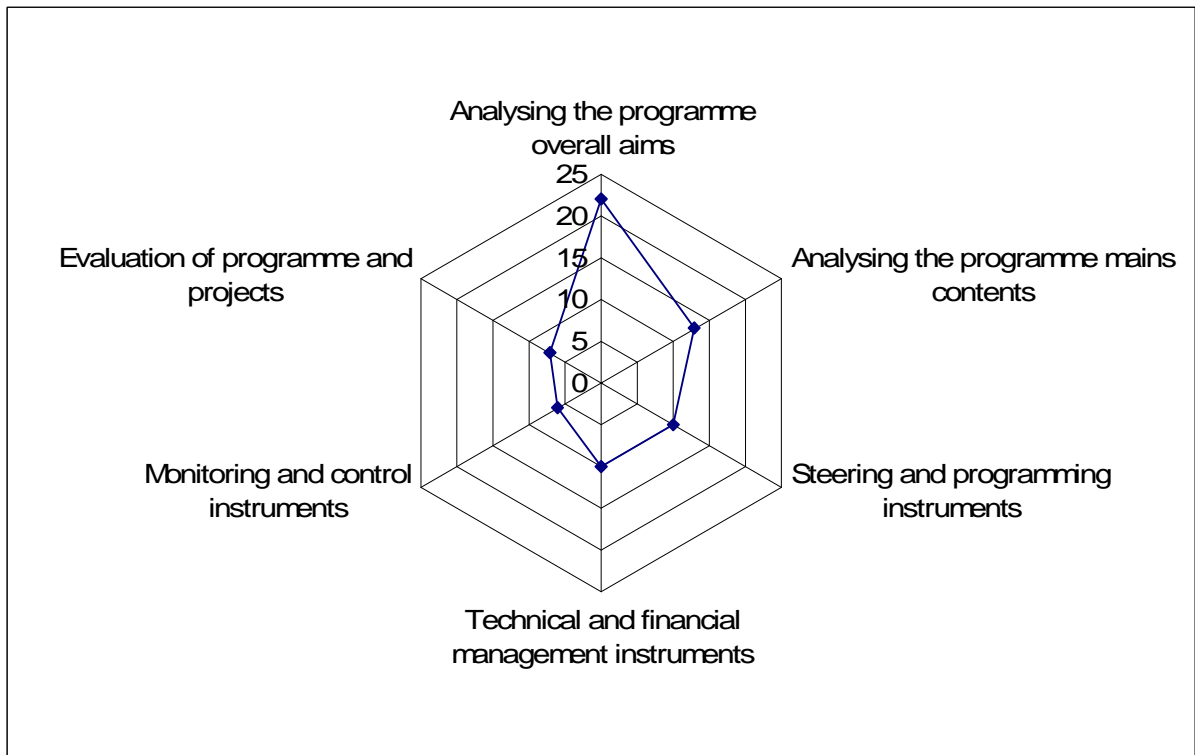 Analysing the programme
overall aims
25
20
15
10
5
0
Evaluation of programme and
projects
Analysing the programme mains
contents
Monitoring and control
instruments
Steering and programming
instruments
Technical and financial
management instruments